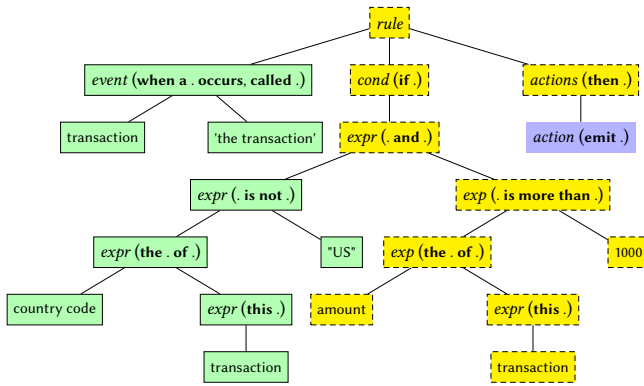 rule
event (when a . occurs, called .)
cond (if .)
actions (then .)
transaction
'the transaction'
expr (. and .)
action (emit .)
expr (. is not .)
exp (. is more than .)
expr (the . of .)
"US"
exp (the . of .)
1000
country code
expr (this .)
amount
expr (this .)
transaction
transaction